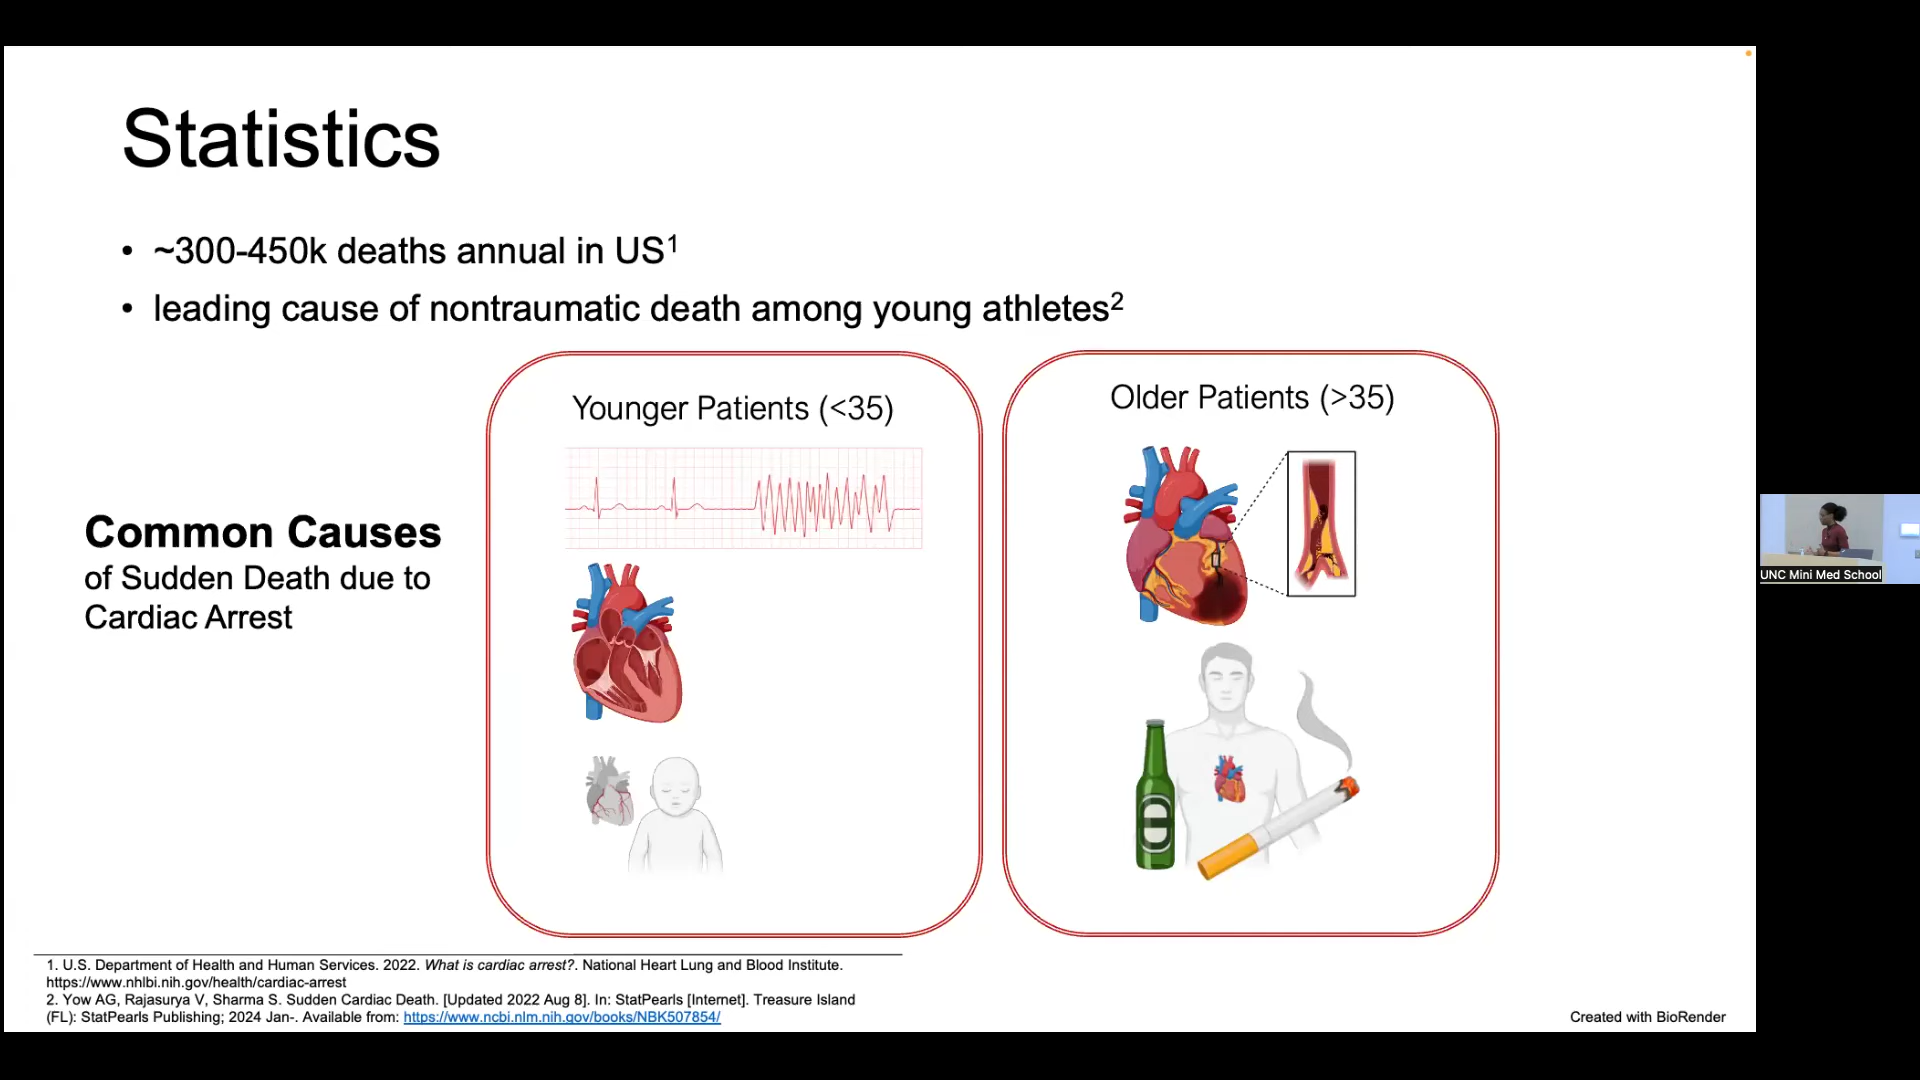 Statistics
• ~300-450k deaths annual in US1
• leading cause of nontraumatic death among young athletes2
Younger Patients (<35)
Older Patients (>35)
Common Causes
of Sudden Death due to
Cardiac Arrest
UNC Mini Med School
1. U.S. Department of Health and Human Services. 2022. What is cardiac arrest?. National Heart Lung and Blood Institute.
https://www.nhlbi.nih.gov/health/cardiac-arrest
2. Yow AG, Rajasurya V, Sharma S. Sudden Cardiac Death. [Updated 2022 Aug 8]. In: StatPearls [Internet]. Treasure Island
(FL): StatPearls Publishing; 2024 Jan-. Available from: https://www.ncbi.nlm.nih.gov/books/NBK507854/
Created with BioRender